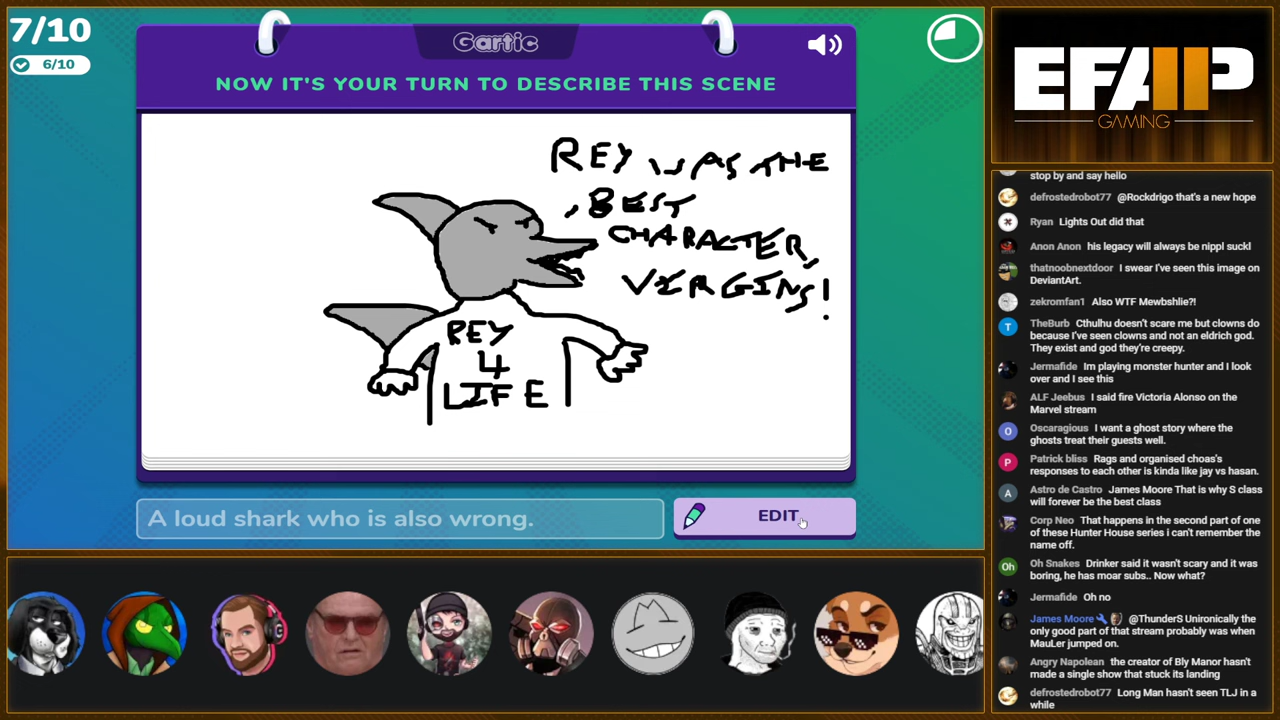 7/10
6/10
Gartic
NOW IT'S YOUR TURN TO DESCRIBE THIS SCENE
REY WAS THE
BEST
CHARACTER,
VIRGINS!
REY
4
LIFE
A loud shark who is also wrong.
EDIT
EFAP
GAMING
stop by and say hello
defrostedrobot77 @Rockdrigo that's a new hope
Ryan Lights Out did that
Anon Anon his legacy will always be nippl suckl
thatnoobnextdoor I swear I've seen this image on
DeviantArt.
zekromfan1 Also WTF Mewbshlie?!
T
TheBurb Cthulhu doesn't scare me but clowns do
because I've seen clowns and not an eldrich god.
They exist and god they're creepy.
Jermafide Im playing monster hunter and I look
over and I see this
ALF Jeebus I said fire Victoria Alonso on the
Marvel stream
O
Oscaragious I want a ghost story where the
ghosts treat their guests well.
P
Patrick bliss Rags and organised choas's
responses to each other is kinda like jay vs hasan.
A
Astro de Castro James Moore That is why S class
will forever be the best class
Corp Neo That happens in the second part of one
of these Hunter House series i can't remember the
name off.
Oh
Oh Snakes Drinker said it wasn't scary and it was
boring, he has moar subs.. Now what?
Jermafide Oh no
James Moore @ThunderS Unironically the
only good part of that stream probably was when
MauLer jumped on.
Angry Napolean the creator of Bly Manor hasn't
made a single show that stuck its landing
defrostedrobot77 Long Man hasn't seen TLJ in a
while